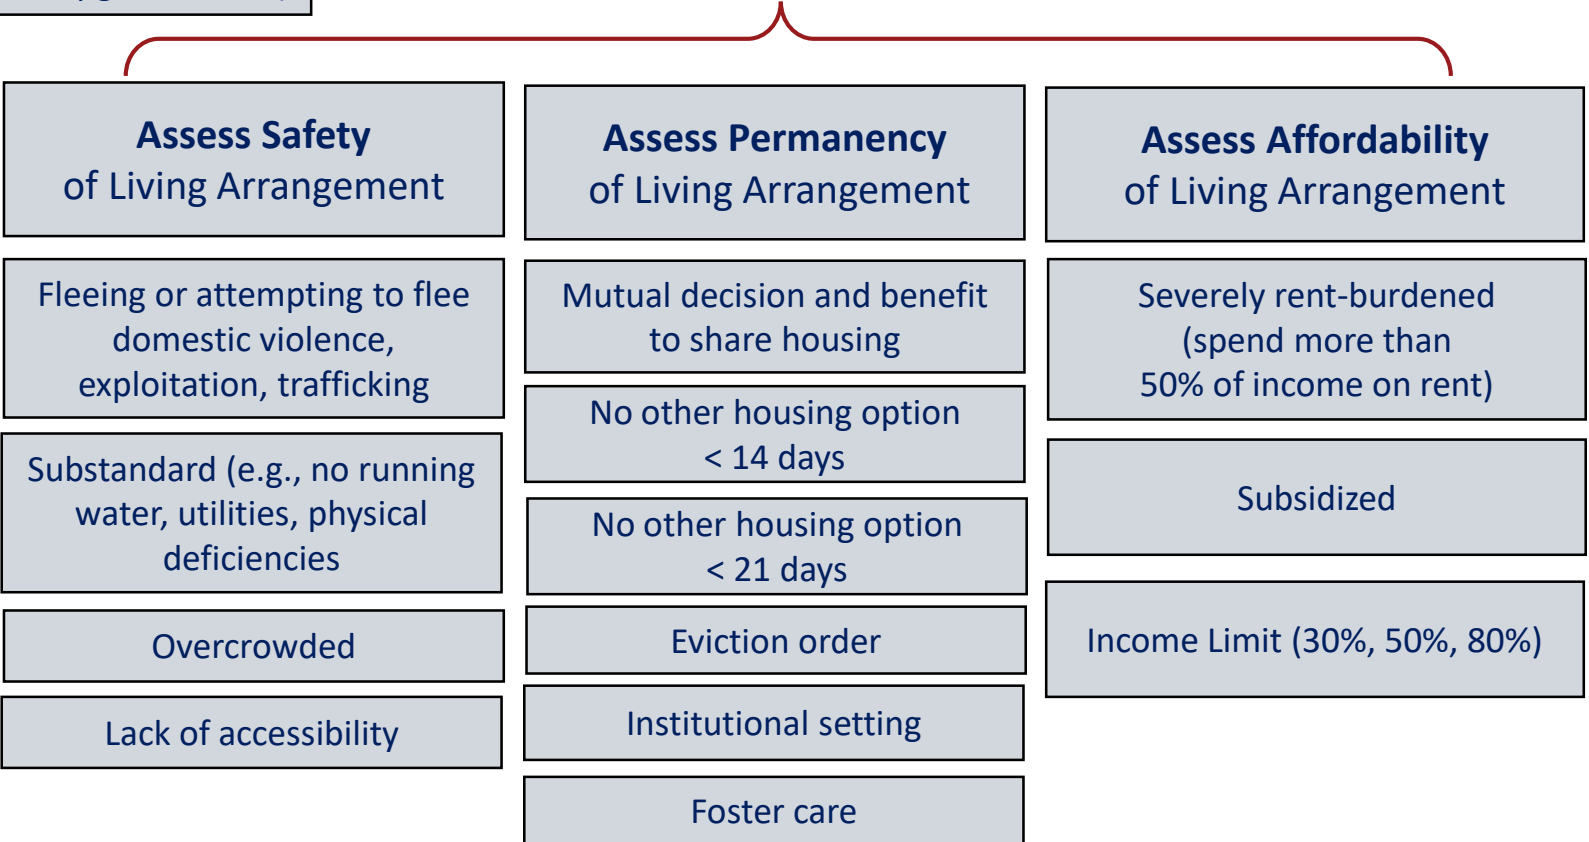 Assess Safety
of Living Arrangement
Fleeing or attempting to flee
domestic violence,
exploitation, trafficking
Substandard (e.g., no running
water, utilities, physical
deficiencies
Overcrowded
Lack of accessibility
Assess Permanency
of Living Arrangement
Mutual decision and benefit
to share housing
No other housing option
< 14 days
No other housing option
< 21 days
Eviction order
Institutional setting
Foster care
Assess Affordability
of Living Arrangement
Severely rent-burdened
(spend more than
50% of income on rent)
Subsidized
Income Limit (30%, 50%, 80%)